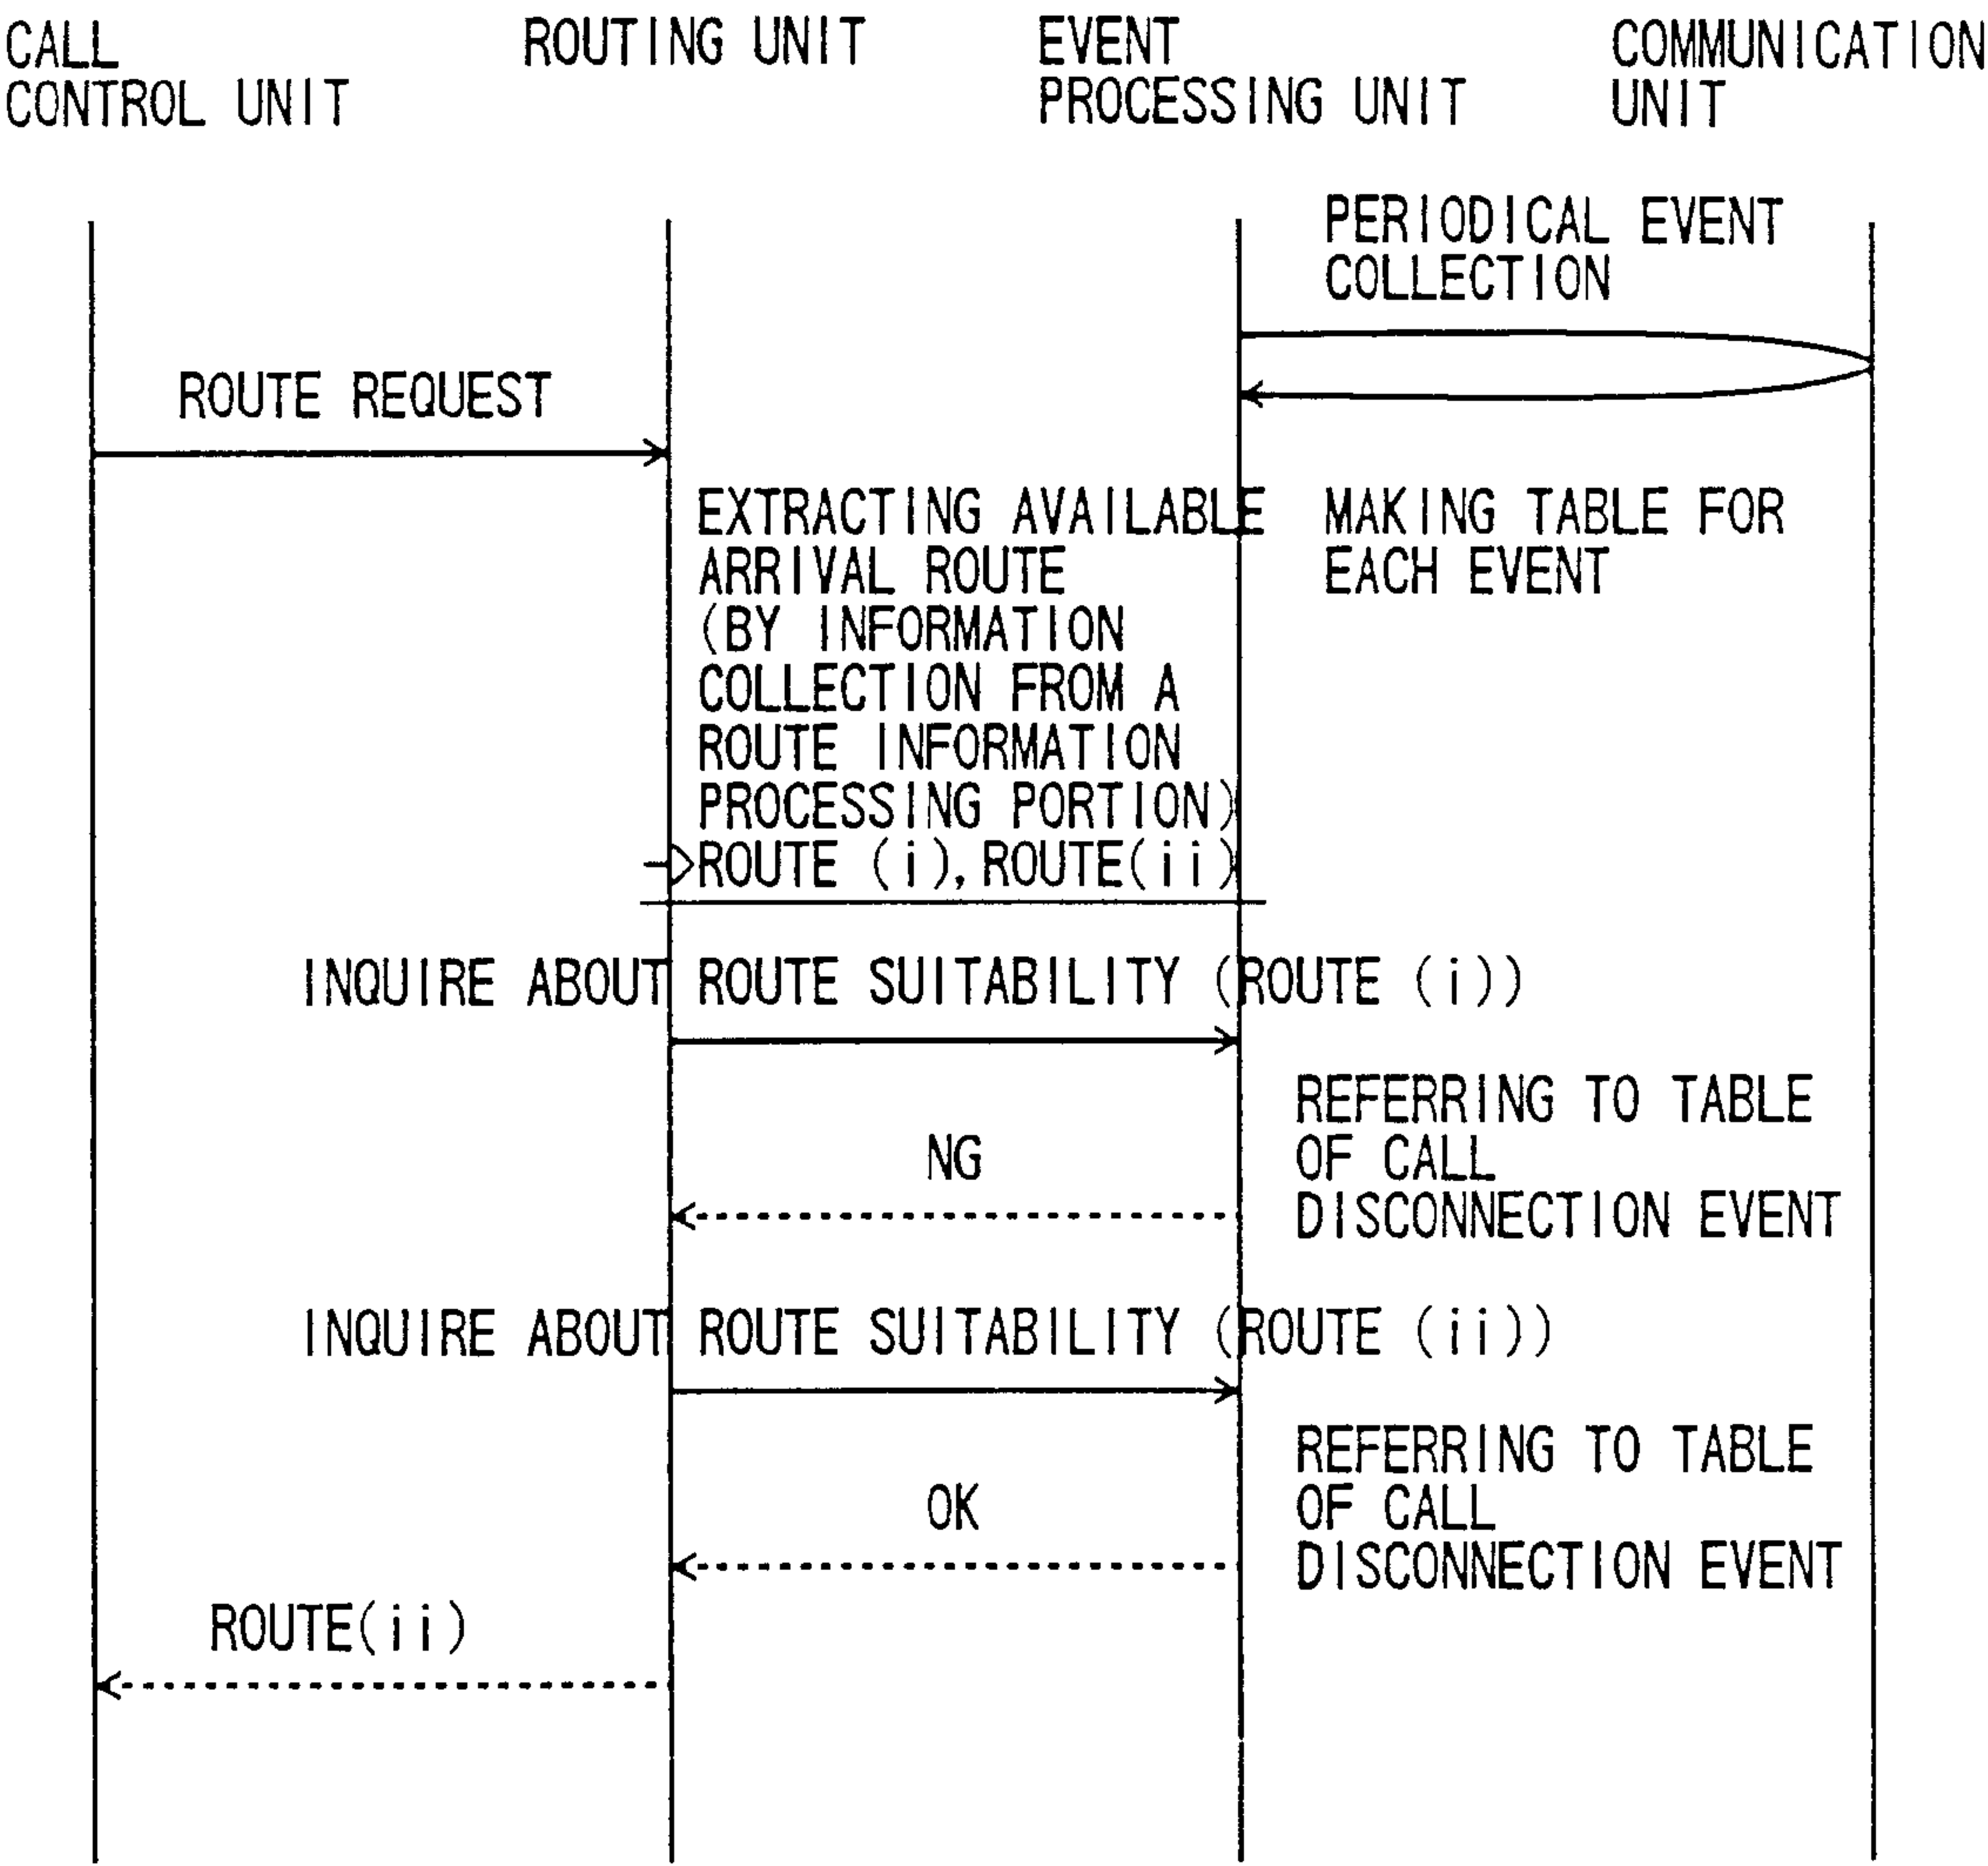 CALL
CONTROL UNIT
ROUTING UNIT
EVENT
PROCESSING UNIT
COMMUNICATION
UNIT
PERIODICAL EVENT
COLLECTION
ROUTE REQUEST
EXTRACTING AVAILABLE
ARRIVAL ROUTE
(BY INFORMATION
COLLECTION FROM A
ROUTE INFORMATION
PROCESSING PORTION)
ROUTE (i), ROUTE(ii)
MAKING TABLE FOR
EACH EVENT
INQUIRE ABOUT ROUTE SUITABILITY (ROUTE (i))
REFERRING TO TABLE
OF CALL
DISCONNECTION EVENT
NG
INQUIRE ABOUT ROUTE SUITABILITY (ROUTE (ii))
REFERRING TO TABLE
OF CALL
DISCONNECTION EVENT
OK
ROUTE(ii)